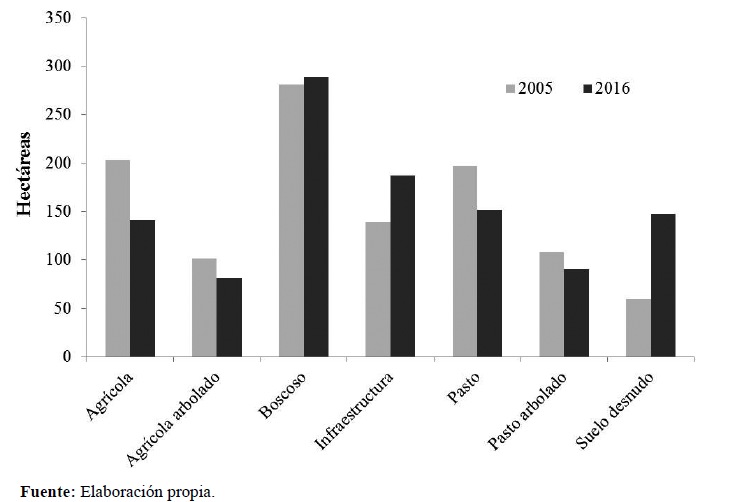 350
300
250
200
150
100
50
0
Hectáreas
2005
2016
Agrícola
Agrícola arbolado
Boscoso
Infraestructura
Pasto
Pasto arbolado
Suelo desnudo
Fuente: Elaboración propia.